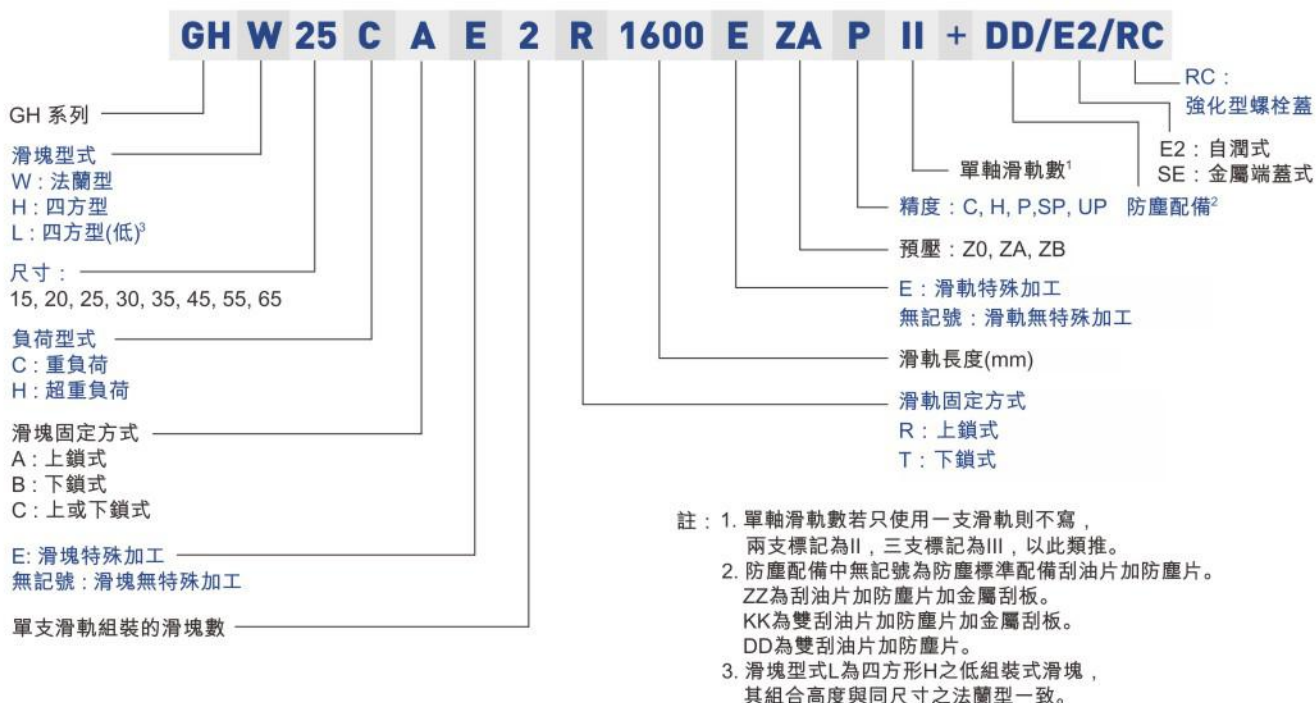 GH W 25 C A E 2 R 1600 E ZA P II + DD/E2/RC
GH 系列
滑塊型式
W：法蘭型
H：四方型
L：四方型(低)³
尺寸：
15, 20, 25, 30, 35, 45, 55, 65
負荷型式
C：重負荷
H：超重負荷
滑塊固定方式
A：上鎖式
B：下鎖式
C：上或下鎖式
E: 滑塊特殊加工
無記號：滑塊無特殊加工
單支滑軌組裝的滑塊數
RC：
強化型螺栓蓋
E2：自潤式
SE：金屬端蓋式
防塵配備²
單軸滑軌數¹
精度：C, H, P,SP, UP
預壓：Z0, ZA, ZB
E：滑軌特殊加工
無記號：滑軌無特殊加工
滑軌長度(mm)
滑軌固定方式
R：上鎖式
T：下鎖式
註：1. 單軸滑軌數若只使用一支滑軌則不寫，
兩支標記為II，三支標記為III，以此類推。
2. 防塵配備中無記號為防塵標準配備刮油片加防塵片。
ZZ為刮油片加防塵片加金屬刮板。
KK為雙刮油片加防塵片加金屬刮板。
DD為雙刮油片加防塵片。
3. 滑塊型式L為四方形H之低組裝式滑塊，
其組合高度與同尺寸之法蘭型一致。